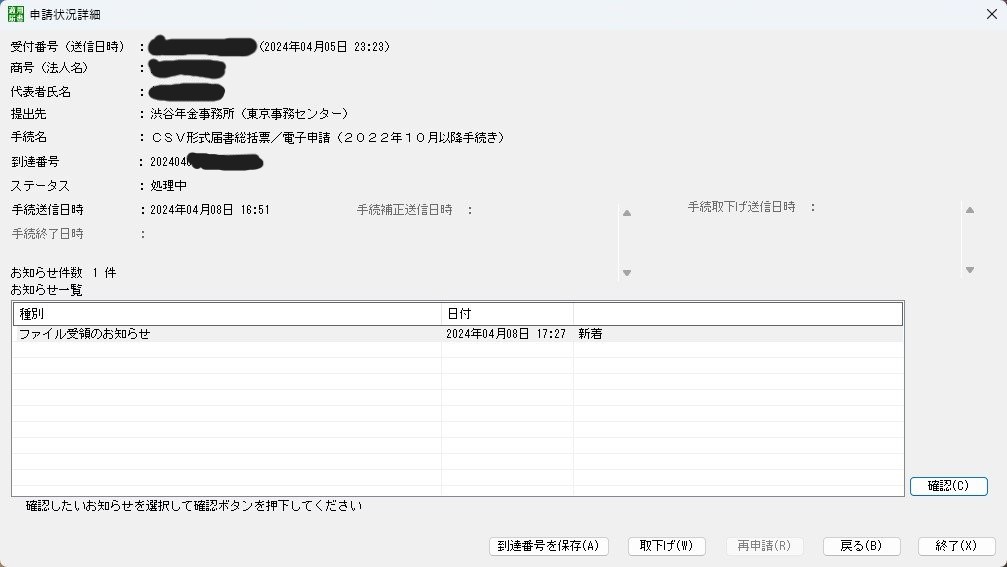 申請状況詳細
受付番号（送信日時） : (2024年04月05日 23:23)
商号（法人名） :
代表者氏名 :
提出先 : 渋谷年金事務所（東京事務センター）
手続名 : ＣＳＶ形式届書総括票／電子申請（２０２２年１０月以降手続き）
到達番号 : 202404
ステータス : 処理中
手続送信日時 : 2024年04月08日 16:51 手続補正送信日時 : 手続取下げ送信日時 :
手続終了日時 :
お知らせ件数 1 件
お知らせ一覧
種別 日付
ファイル受領のお知らせ 2024年04月08日 17:27 新着
確認(C)
確認したいお知らせを選択して確認ボタンを押下してください
到達番号を保存(A) 取下げ(W) 再申請(R) 戻る(B) 終了(X)